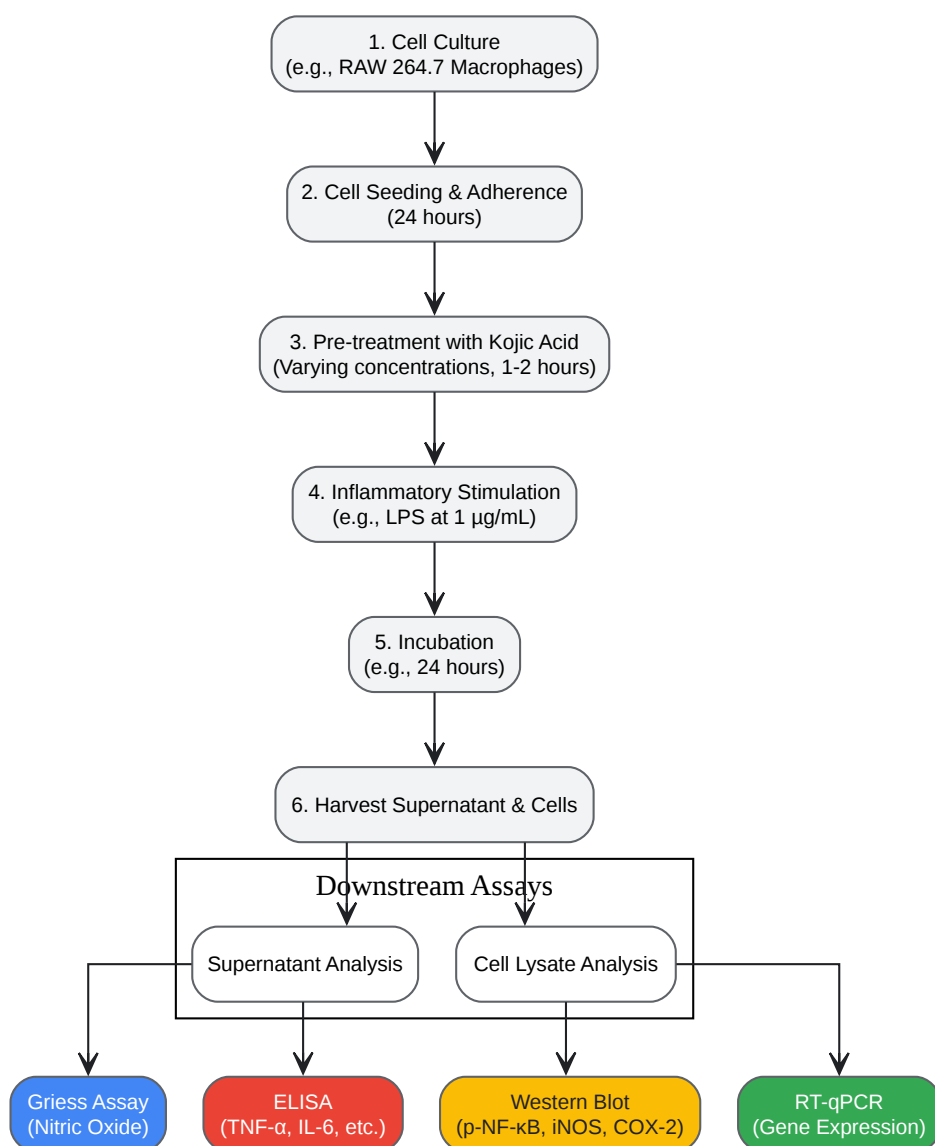 1. Cell Culture
(e.g., RAW 264.7 Macrophages)
2. Cell Seeding & Adherence
(24 hours)
3. Pre-treatment with Kojic Acid
(Varying concentrations, 1-2 hours)
4. Inflammatory Stimulation
(e.g., LPS at 1 µg/mL)
5. Incubation
(e.g., 24 hours)
6. Harvest Supernatant & Cells
Downstream Assays
Supernatant Analysis
Cell Lysate Analysis
Griess Assay
(Nitric Oxide)
ELISA
(TNF-α, IL-6, etc.)
Western Blot
(p-NF-κB, iNOS, COX-2)
RT-qPCR
(Gene Expression)